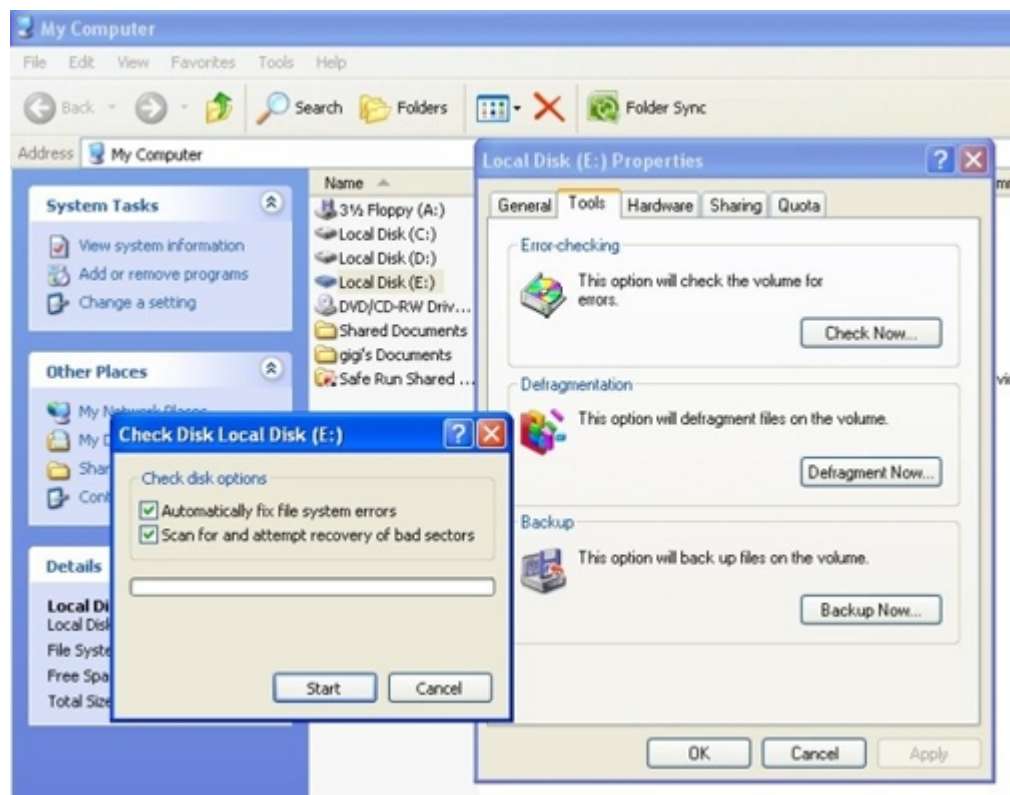 My Computer
File Edit View Favorites Tools Help
Back Search Folders Folder Sync
Address My Computer
System Tasks
View system information
Add or remove programs
Change a setting
Other Places
My Network Places
My
Details
Local
Local
Free
Total
Name
3½ Floppy (A:)
Local Disk (C:)
Local Disk (D:)
Local Disk (E:)
DVD/CD-RW Driv...
Shared Documents
gigi's Documents
Safe Run Shared ...
Check Disk Local Disk (E:)
Check disk options
Automatically fix file system errors
Scan for and attempt recovery of bad sectors
Start Cancel
Local Disk (E:) Properties
General Tools Hardware Sharing Quota
Error-checking
This option will check the volume for
errors.
Check Now...
Defragmentation
This option will defragment files on the volume.
Defragment Now...
Backup
This option will back up files on the volume.
Backup Now...
OK Cancel Apply